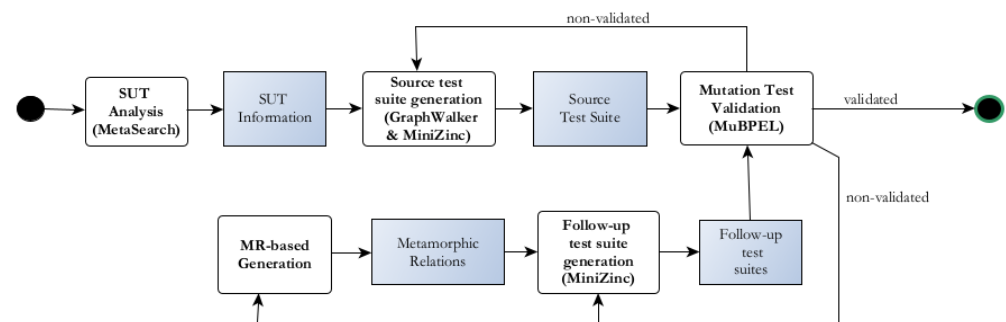 non-validated
SUT
Analysis
(MetaSearch)
SUT
Information
Source test
suite generation
(GraphWalker
& MiniZinc)
Source
Test Suite
Mutation Test
Validation
(MuBPEL)
validated
non-validated
MR-based
Generation
Metamorphic
Relations
Follow-up
test suite
generation
(MiniZinc)
Follow-up
test
suites